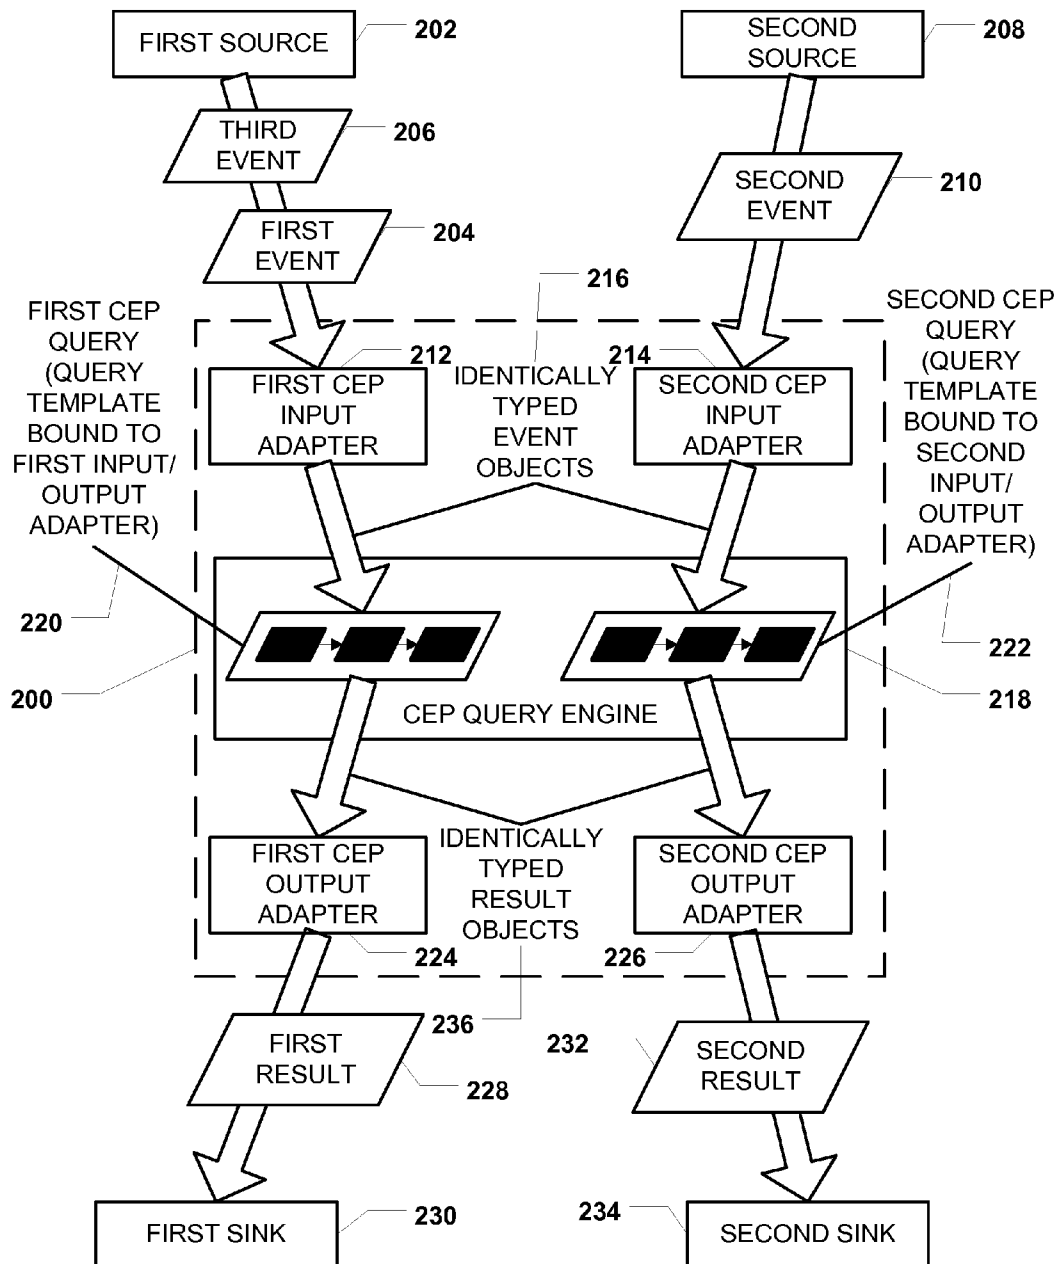 FIRST SOURCE
202
SECOND
SOURCE
208
THIRD
EVENT
206
SECOND
EVENT
210
FIRST
EVENT
204
216
FIRST CEP
QUERY
(QUERY
TEMPLATE
BOUND TO
FIRST INPUT/
OUTPUT
ADAPTER)
SECOND CEP
QUERY
(QUERY
TEMPLATE
BOUND TO
SECOND
INPUT/
OUTPUT
ADAPTER)
212
FIRST CEP
INPUT
ADAPTER
IDENTICALLY
TYPED
EVENT
OBJECTS
214
SECOND CEP
INPUT
ADAPTER
220
222
200
218
CEP QUERY ENGINE
FIRST CEP
OUTPUT
ADAPTER
IDENTICALLY
TYPED
RESULT
OBJECTS
SECOND CEP
OUTPUT
ADAPTER
224
226
236
232
FIRST
RESULT
228
SECOND
RESULT
FIRST SINK
230
234
SECOND SINK